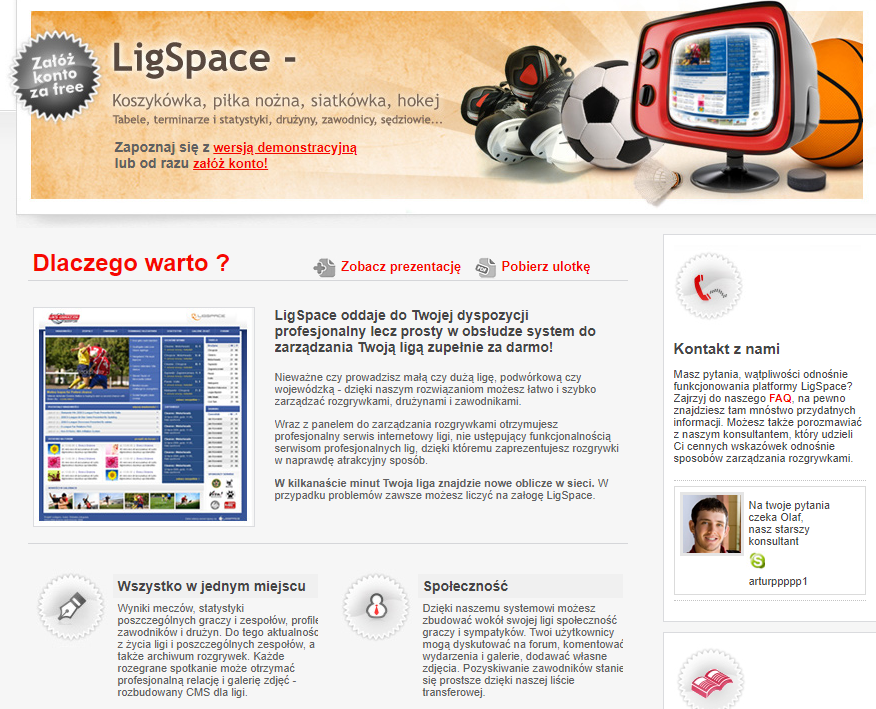 Załóż
konto
za free
LigSpace -
Koszykówka, piłka nożna, siatkówka, hokej
Tabele, terminarze i statystyki, drużyny, zawodnicy, sędziowie...
Zapoznaj się z wersją demonstracyjną
lub od razu załóż konto!
Dlaczego warto ?
Zobacz prezentację
PDF
Pobierz ulotkę
LigSpace oddaje do Twojej dyspozycji
profesjonalny lecz prosty w obsłudze system do
zarządzania Twoją ligą zupełnie za darmo!
Nieważne czy prowadzisz małą czy dużą ligę, podwórkową czy
wojewódzką - dzięki naszym rozwiązaniom możesz łatwo i szybko
zarządzać rozgrywkami, drużynami i zawodnikami.
Wraz z panelem do zarządzania rozgrywkami otrzymujesz
profesjonalny serwis internetowy ligi, nie ustępujący funkcjonalnością
serwisom profesjonalnych lig, dzięki któremu zaprezentujesz rozgrywki
w naprawdę atrakcyjny sposób.
W kilkanaście minut Twoja liga znajdzie nowe oblicze w sieci. W
przypadku problemów zawsze możesz liczyć na załogę LigSpace.
Wszystko w jednym miejscu
Wyniki meczów, statystyki
poszczególnych graczy i zespołów, profile
zawodników i drużyn. Do tego aktualnośc
z życia ligi i poszczególnych zespołów, a
także archiwum rozgrywek. Każde
rozegrane spotkanie może otrzymać
profesjonalną relację i galerię zdjęć -
rozbudowany CMS dla ligi.
Społeczność
Dzięki naszemu systemowi możesz
zbudować wokół swojej ligi społeczność
graczy i sympatyków. Twoi użytkownicy
mogą dyskutować na forum, komentować
wydarzenia i galerie, dodawać własne
zdjęcia. Pozyskiwanie zawodników stanie
się prostsze dzięki naszej liście
transferowej.
Kontakt z nami
Masz pytania, wątpliwości odnośnie
funkcjonowania platformy LigSpace?
Zajrzyj do naszego FAQ, na pewno
znajdziesz tam mnóstwo przydatnych
informacji. Możesz także porozmawiać
z naszym konsultantem, który udzieli
Ci cennych wskazówek odnośnie
sposobów zarządzania rozgrywkami.
Na twoje pytania
czeka Olaf,
nasz starszy
konsultant
arturppppp1